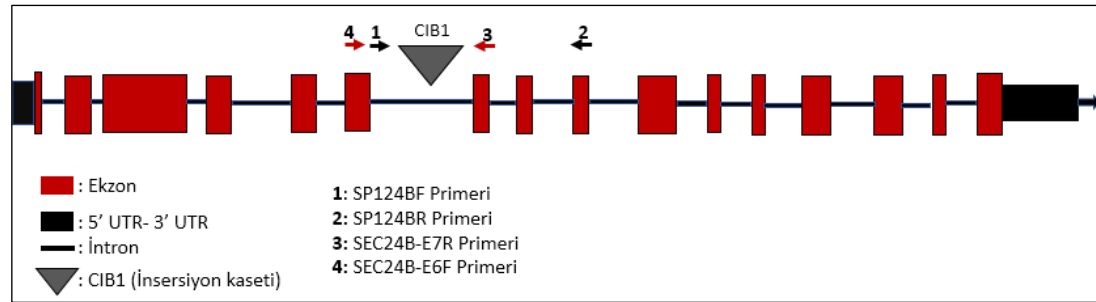 CIB1
4
1
3
2
: Ekzon
: 5' UTR- 3' UTR
: İntron
: CIB1 (İnsersiyon kaseti)
1: SP124BF Primeri
2: SP124BR Primeri
3: SEC24B-E7R Primeri
4: SEC24B-E6F Primeri